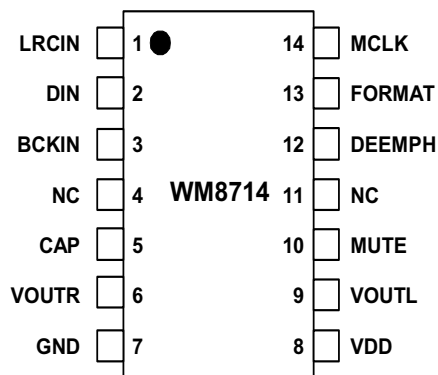 LRCIN 1 14 MCLK
DIN 2 13 FORMAT
BCKIN 3 12 DEEMPH
NC 4 WM8714 11 NC
CAP 5 10 MUTE
VOUTR 6 9 VOUTL
GND 7 8 VDD